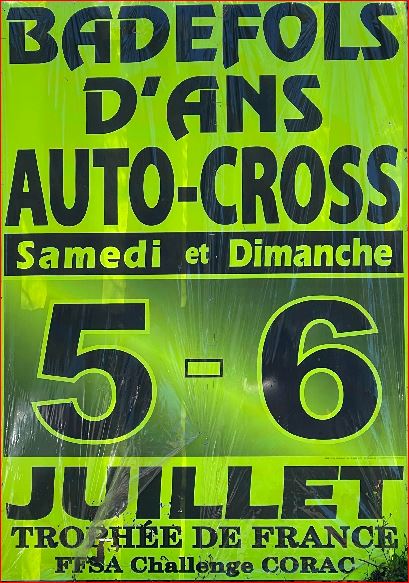 BADEFOLS
D'ANS
AUTO-CROSS
Samedi et Dimanche
5 - 6
JUILLET
TROPHÉE DE FRANCE
FFSA Challenge CORAC